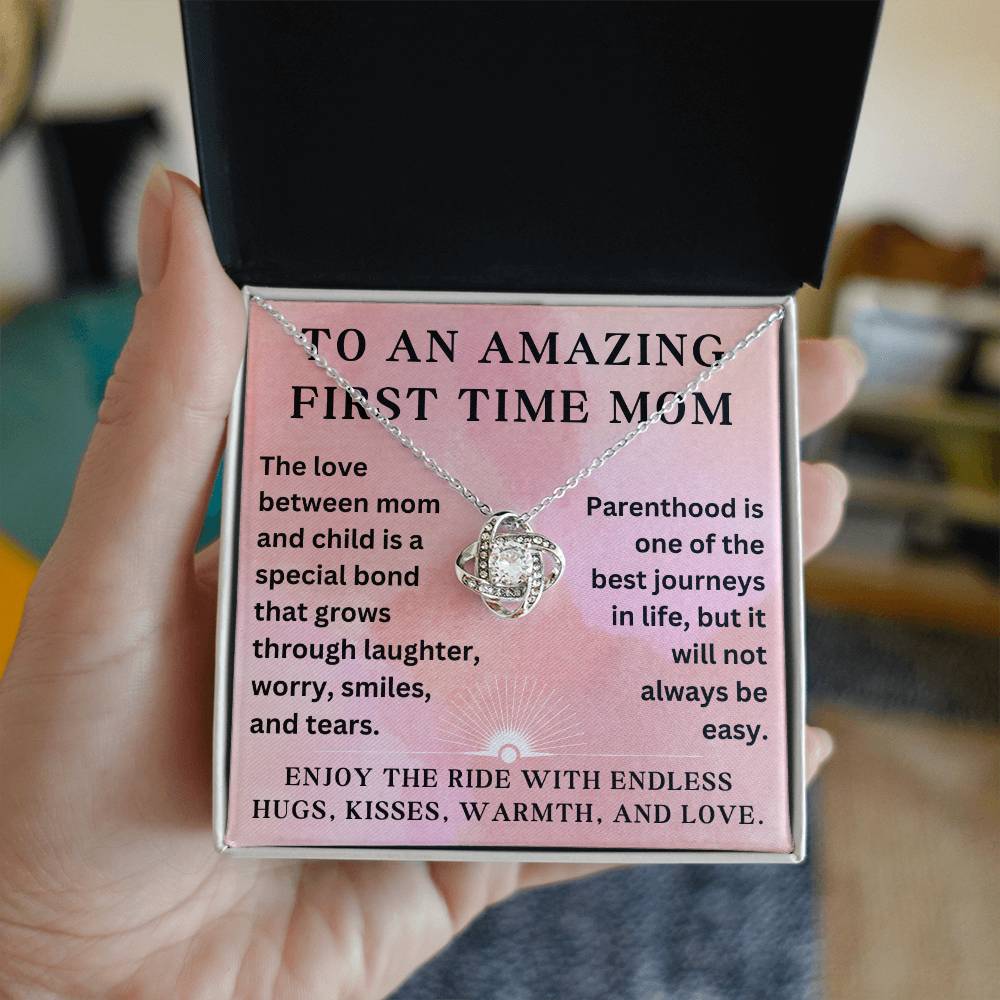 TO AN AMAZING
FIRST TIME MOM
The love
between mom
and child is a
special bond
that grows
through laughter,
worry, smiles,
and tears.
Parenthood is
one of the
best journeys
in life, but it
will not
always be
easy.
ENJOY THE RIDE WITH ENDLESS
HUGS, KISSES, WARMTH, AND LOVE.